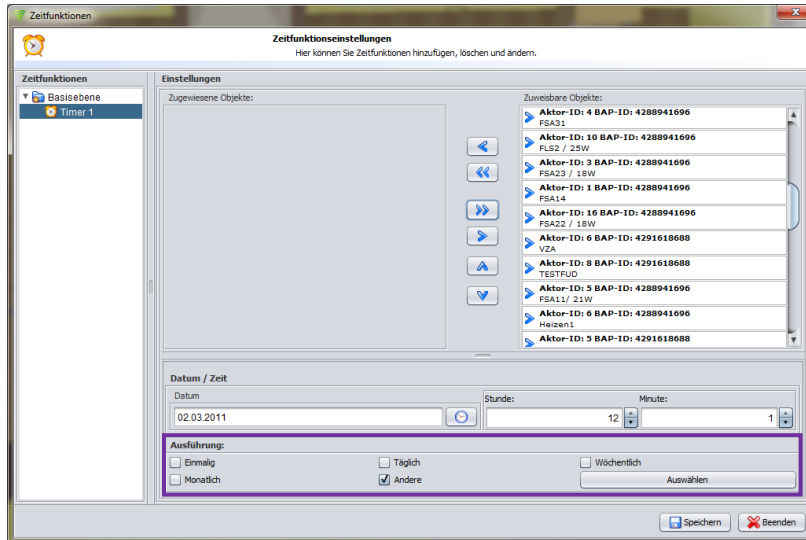 Zeitfunktionen
Zeitfunktionseinstellungen
Hier können Sie Zeitfunktionen hinzufügen, löschen und ändern.
Zeitfunktionen
Basisebene
Timer 1
Einstellungen
Zugewiesene Objekte:
Zuweisbare Objekte:
Aktor-ID: 4 BAP-ID: 4288941696
FSA31
Aktor-ID: 10 BAP-ID: 4288941696
FLS2 / 25W
Aktor-ID: 3 BAP-ID: 4288941696
FSA23 / 18W
Aktor-ID: 1 BAP-ID: 4288941696
FSA14
Aktor-ID: 16 BAP-ID: 4288941696
FSA22 / 18W
Aktor-ID: 6 BAP-ID: 4291618688
VZA
Aktor-ID: 8 BAP-ID: 4291618688
TESTFUD
Aktor-ID: 5 BAP-ID: 4288941696
FSA11/ 21W
Aktor-ID: 6 BAP-ID: 4288941696
Heizen1
Aktor-ID: 5 BAP-ID: 4291618688
Datum / Zeit
Datum
Stunde:
Minute:
02.03.2011
12
1
Ausführung:
Einmalig
Täglich
Wöchentlich
Monatlich
Andere
Auswählen
Speichern
Beenden